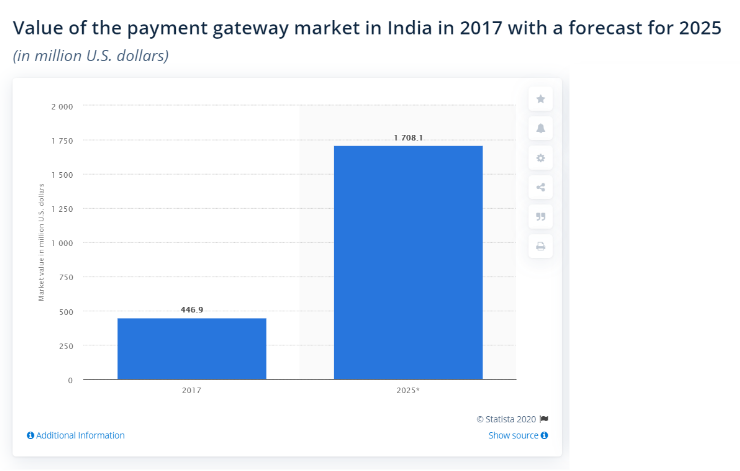 Value of the payment gateway market in India in 2017 with a forecast for 2025
(in million U.S. dollars)
Market value in million U.S. dollars
2 000
1 750
1 500
1 250
1 000
750
500
250
0
446.9
1 708.1
2017
2025*
© Statista 2020
Additional Information
Show source